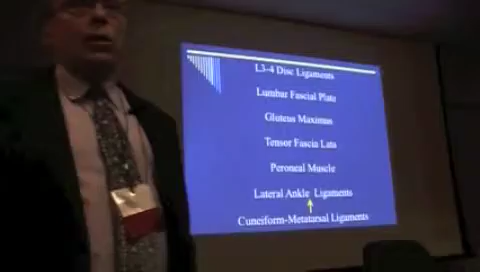 L3-4 Disc Ligaments
Lumbar Fascial Plate
Gluteus Maximus
Tensor Fascia Lata
Peroneal Muscle
Lateral Ankle Ligaments
Cuneiform-Metatarsal Ligaments